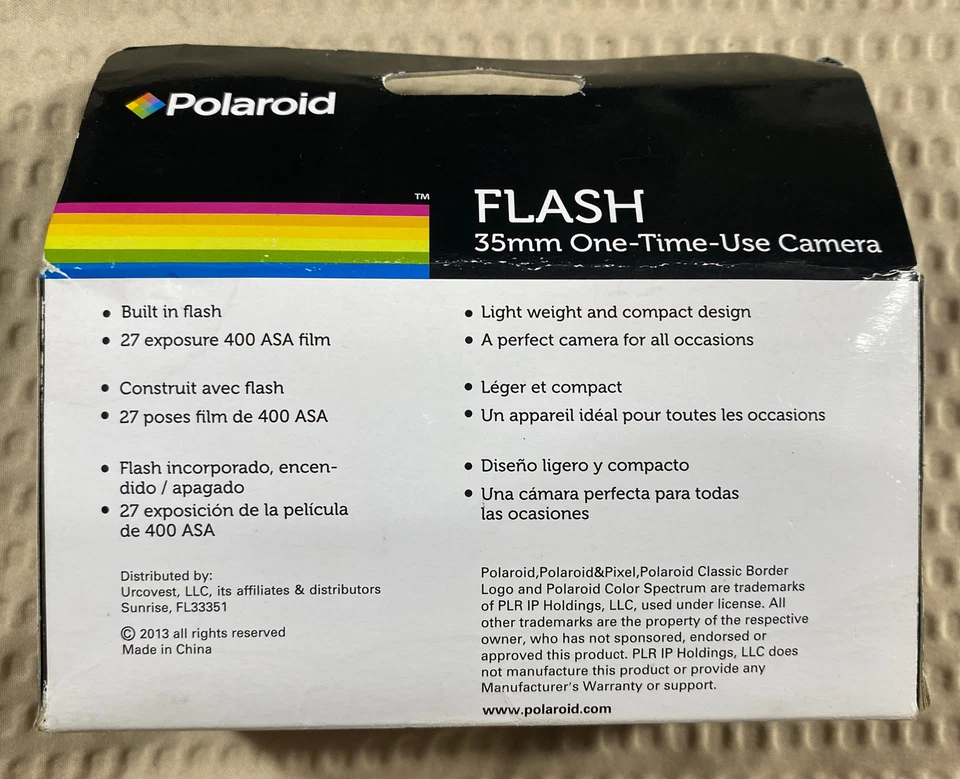 Polaroid
TM
FLASH
35mm One-Time-Use Camera
• Built in flash
• 27 exposure 400 ASA film
• Construit avec flash
• 27 poses film de 400 ASA
• Flash incorporado, encen-
dido / apagado
• 27 exposición de la película
de 400 ASA
• Light weight and compact design
• A perfect camera for all occasions
• Léger et compact
• Un appareil idéal pour toutes les occasions
• Diseño ligero y compacto
• Una cámara perfecta para todas
las ocasiones
Distributed by:
Urcovest, LLC, its affiliates & distributors
Sunrise, FL33351
© 2013 all rights reserved
Made in China
Polaroid,Polaroid&Pixel,Polaroid Classic Border
Logo and Polaroid Color Spectrum are trademarks
of PLR IP Holdings, LLC, used under license. All
other trademarks are the property of the respective
owner, who has not sponsored, endorsed or
approved this product. PLR IP Holdings, LLC does
not manufacture this product or provide any
Manufacturer's Warranty or support.
www.polaroid.com